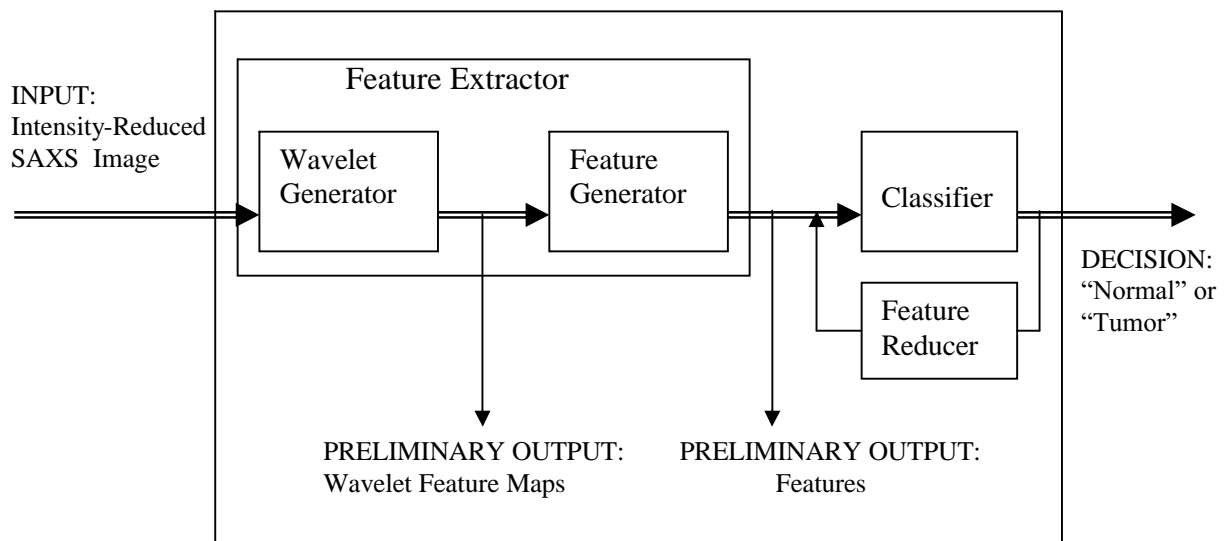 INPUT:
Intensity-Reduced
SAXS Image
Feature Extractor
Wavelet
Generator
Feature
Generator
Classifier
Feature
Reducer
DECISION:
“Normal” or
“Tumor”
PRELIMINARY OUTPUT:
Wavelet Feature Maps
PRELIMINARY OUTPUT:
Features